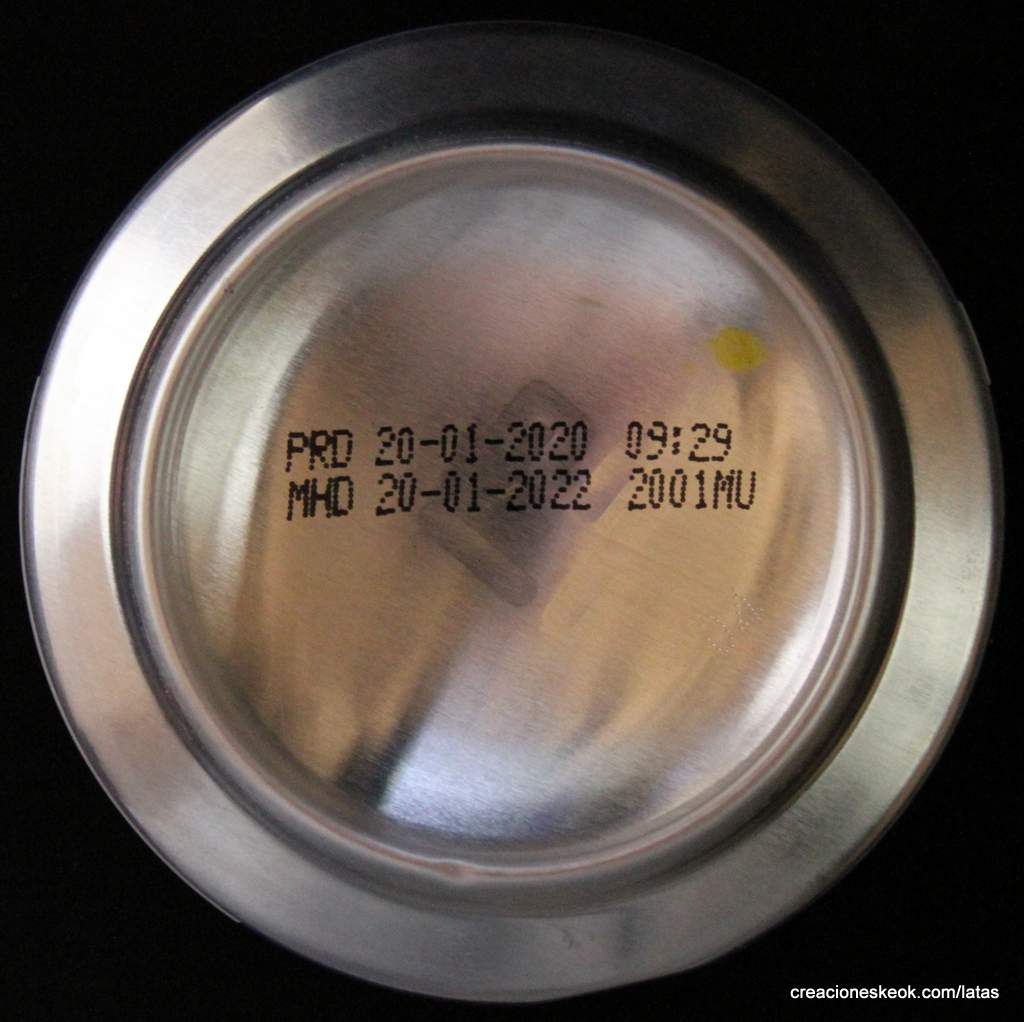 PRD 20-01-2020 09:29
MHD 20-01-2022 2001MU
creacioneskeok.com/latas